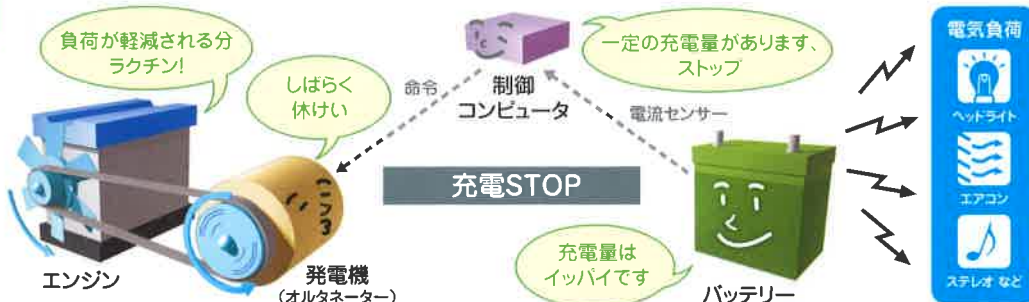 負荷が軽減される分
ラクチン!
しばらく
休けい
命令
制御
コンピュータ
一定の充電量があります、
ストップ
電流センサー
充電STOP
充電量は
イッパイです
エンジン
発電機
(オルタネーター)
バッテリー
電気負荷
ヘッドライト
エアコン
ステレオ など